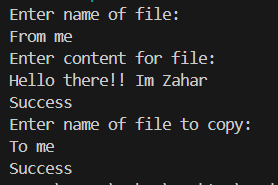 Enter name of file:
From me
Enter content for file:
Hello there!! Im Zahar
Success
Enter name of file to copy:
To me
Success